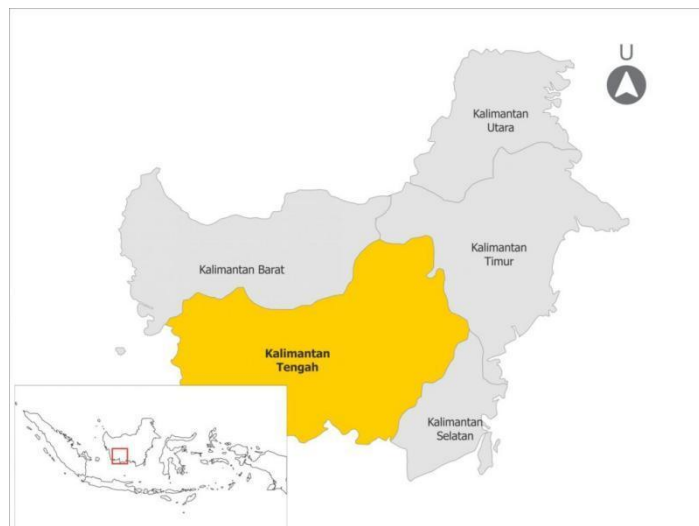 U
Kalimantan
Utara
Kalimantan
Timur
Kalimantan Barat
Kalimantan
Tengah
Kalimantan
Selatan